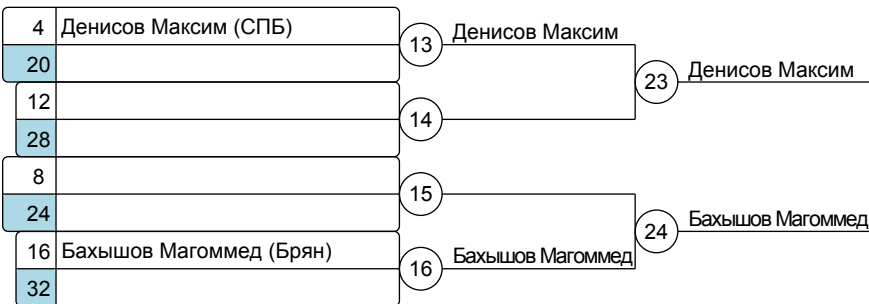 4 Денисов Максим (СПБ)
13 Денисов Максим
20
23 Денисов Максим
12
14
28
8
15
24
24 Бахышов Магоммед
16 Бахышов Магоммед (Брян)
16 Бахышов Магоммед
32